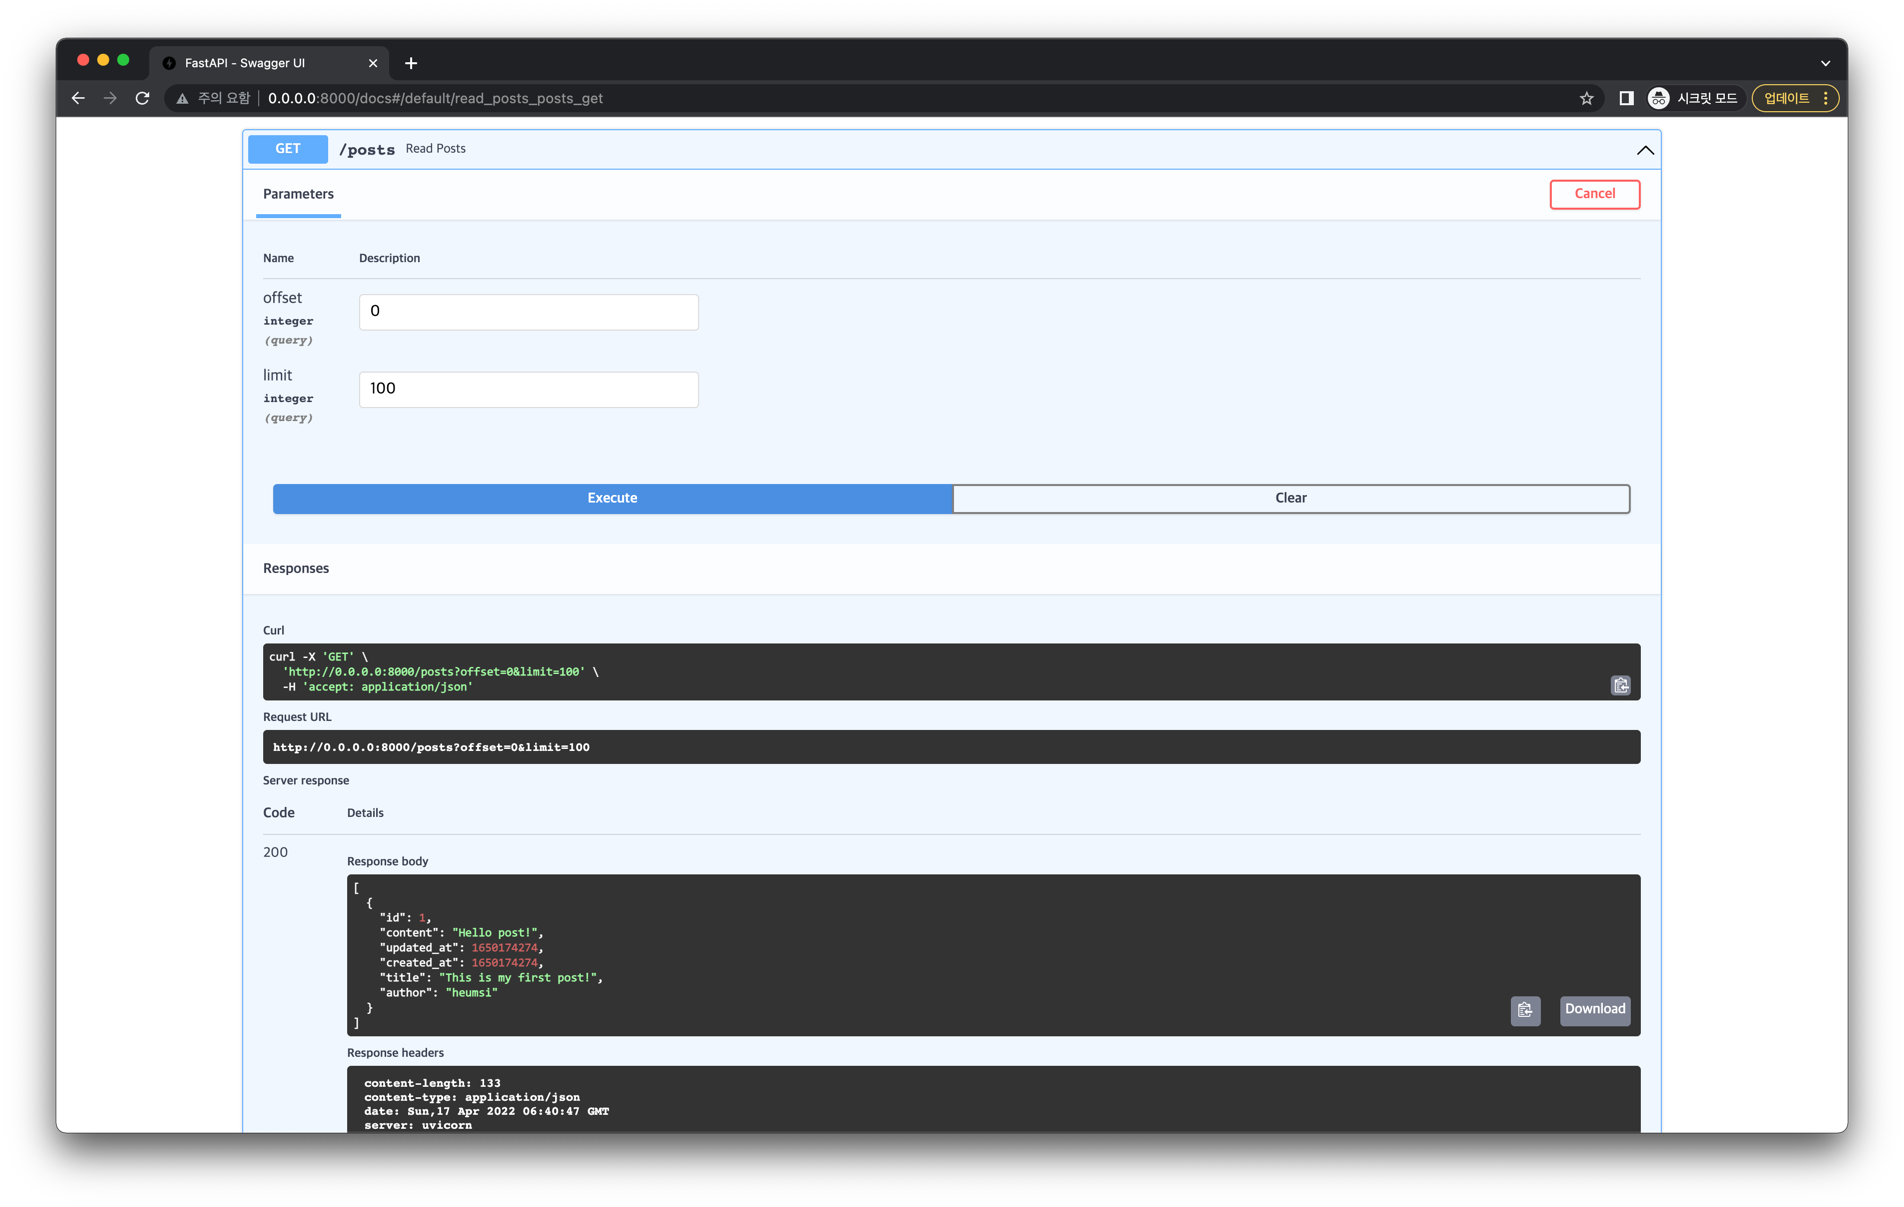 FastAPI - Swagger UI
주의 요함 0.0.0.0:8000/docs#/default/read_posts_posts_get
시크릿 모드
업데이트
GET /posts Read Posts
Parameters
Cancel
Name Description
offset
integer
(query)
0
limit
integer
(query)
100
Execute
Clear
Responses
Curl
curl -X 'GET' \
'http://0.0.0.0:8000/posts?offset=0&limit=100' \
-H 'accept: application/json'
Request URL
http://0.0.0.0:8000/posts?offset=0&limit=100
Server response
Code Details
200
Response body
[
{
"id": 1,
"content": "Hello post!",
"updated_at": 1650174274,
"created_at": 1650174274,
"title": "This is my first post!",
"author": "heumsi"
}
]
Download
Response headers
content-length: 133
content-type: application/json
date: Sun,17 Apr 2022 06:40:47 GMT
server: uvicorn